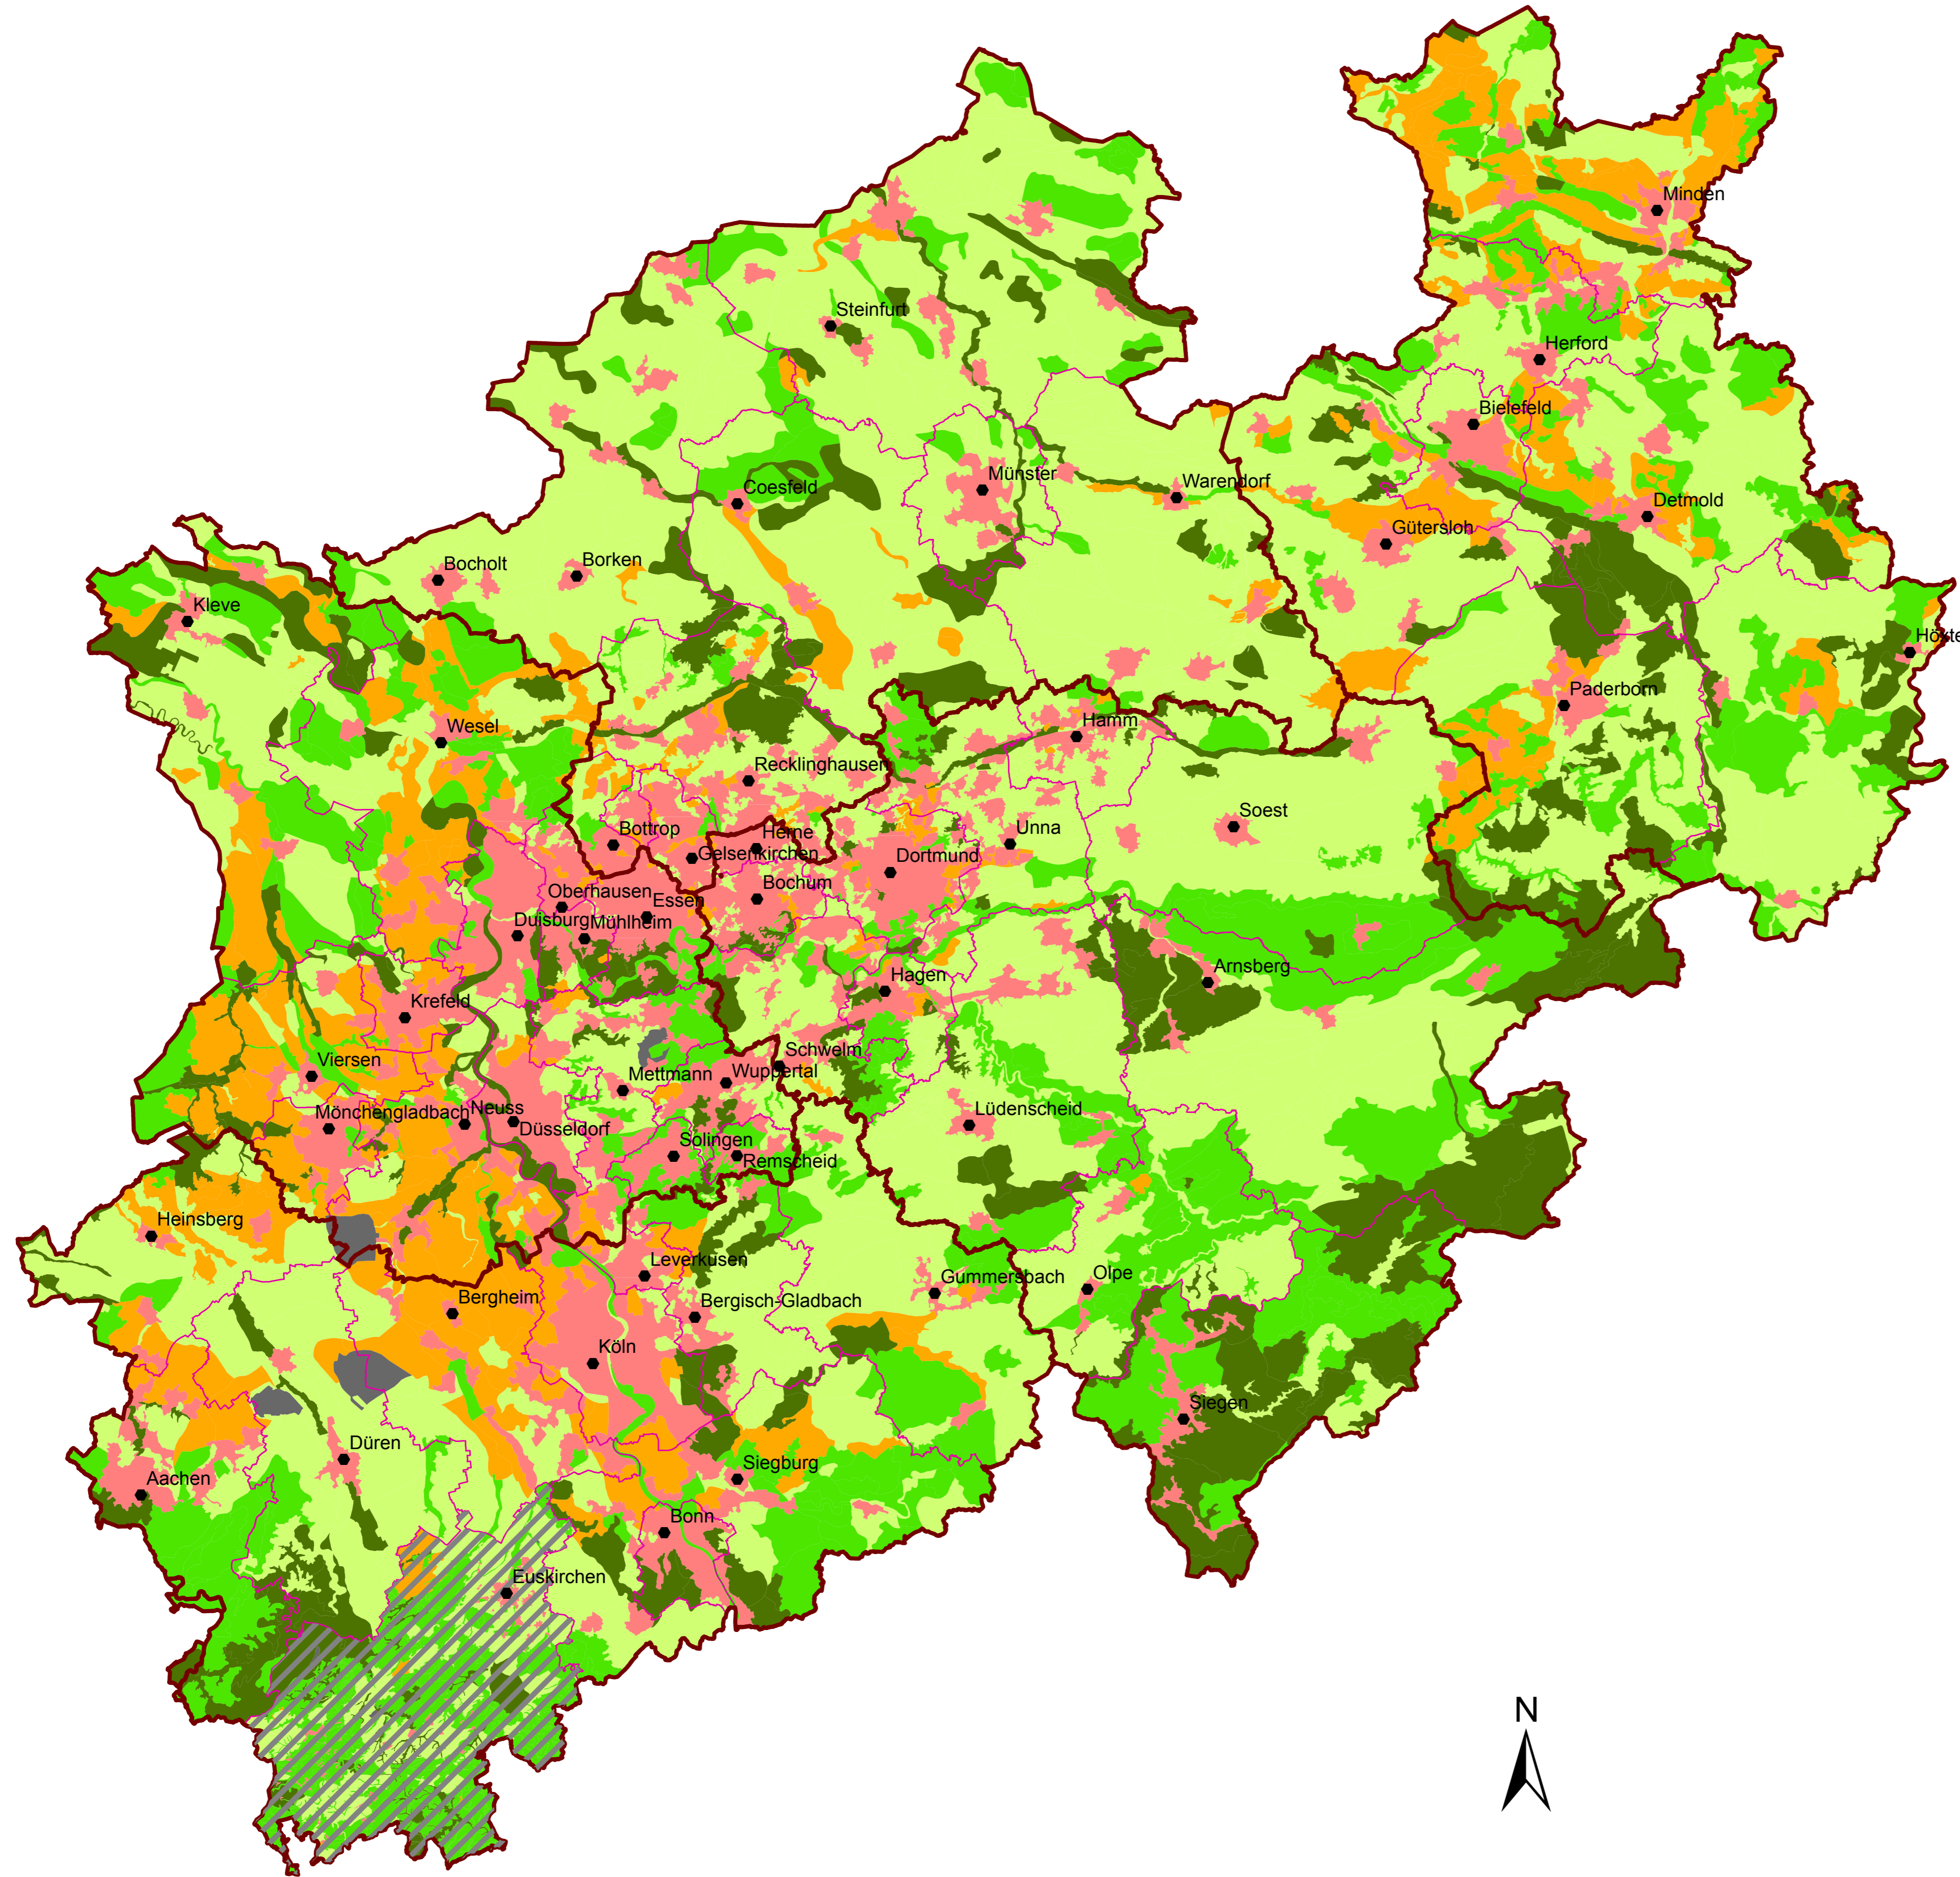 Minden
Steinfurt
Herford
Bielefeld
Münster
Coesfeld
Warendorf
Detmold
Gütersloh
Bocholt
Borken
Kleve
Höxte
Paderborn
Wesel
Hamm
Recklinghausen
Soest
Bottrop
Herne
Unna
Gelsenkirchen
Dortmund
Bochum
Oberhausen
Essen
Duisburg
Mühlheim
Arnsberg
Hagen
Krefeld
Schwelm
Viersen
Mettmann
Wuppertal
Mönchengladbach
Neuss
Lüdenscheid
Düsseldorf
Solingen
Remscheid
Heinsberg
Leverkusen
Gummersbach
Olpe
Bergheim
Bergisch-Gladbach
Köln
Siegen
Düren
Siegburg
Aachen
Bonn
Euskirchen
N